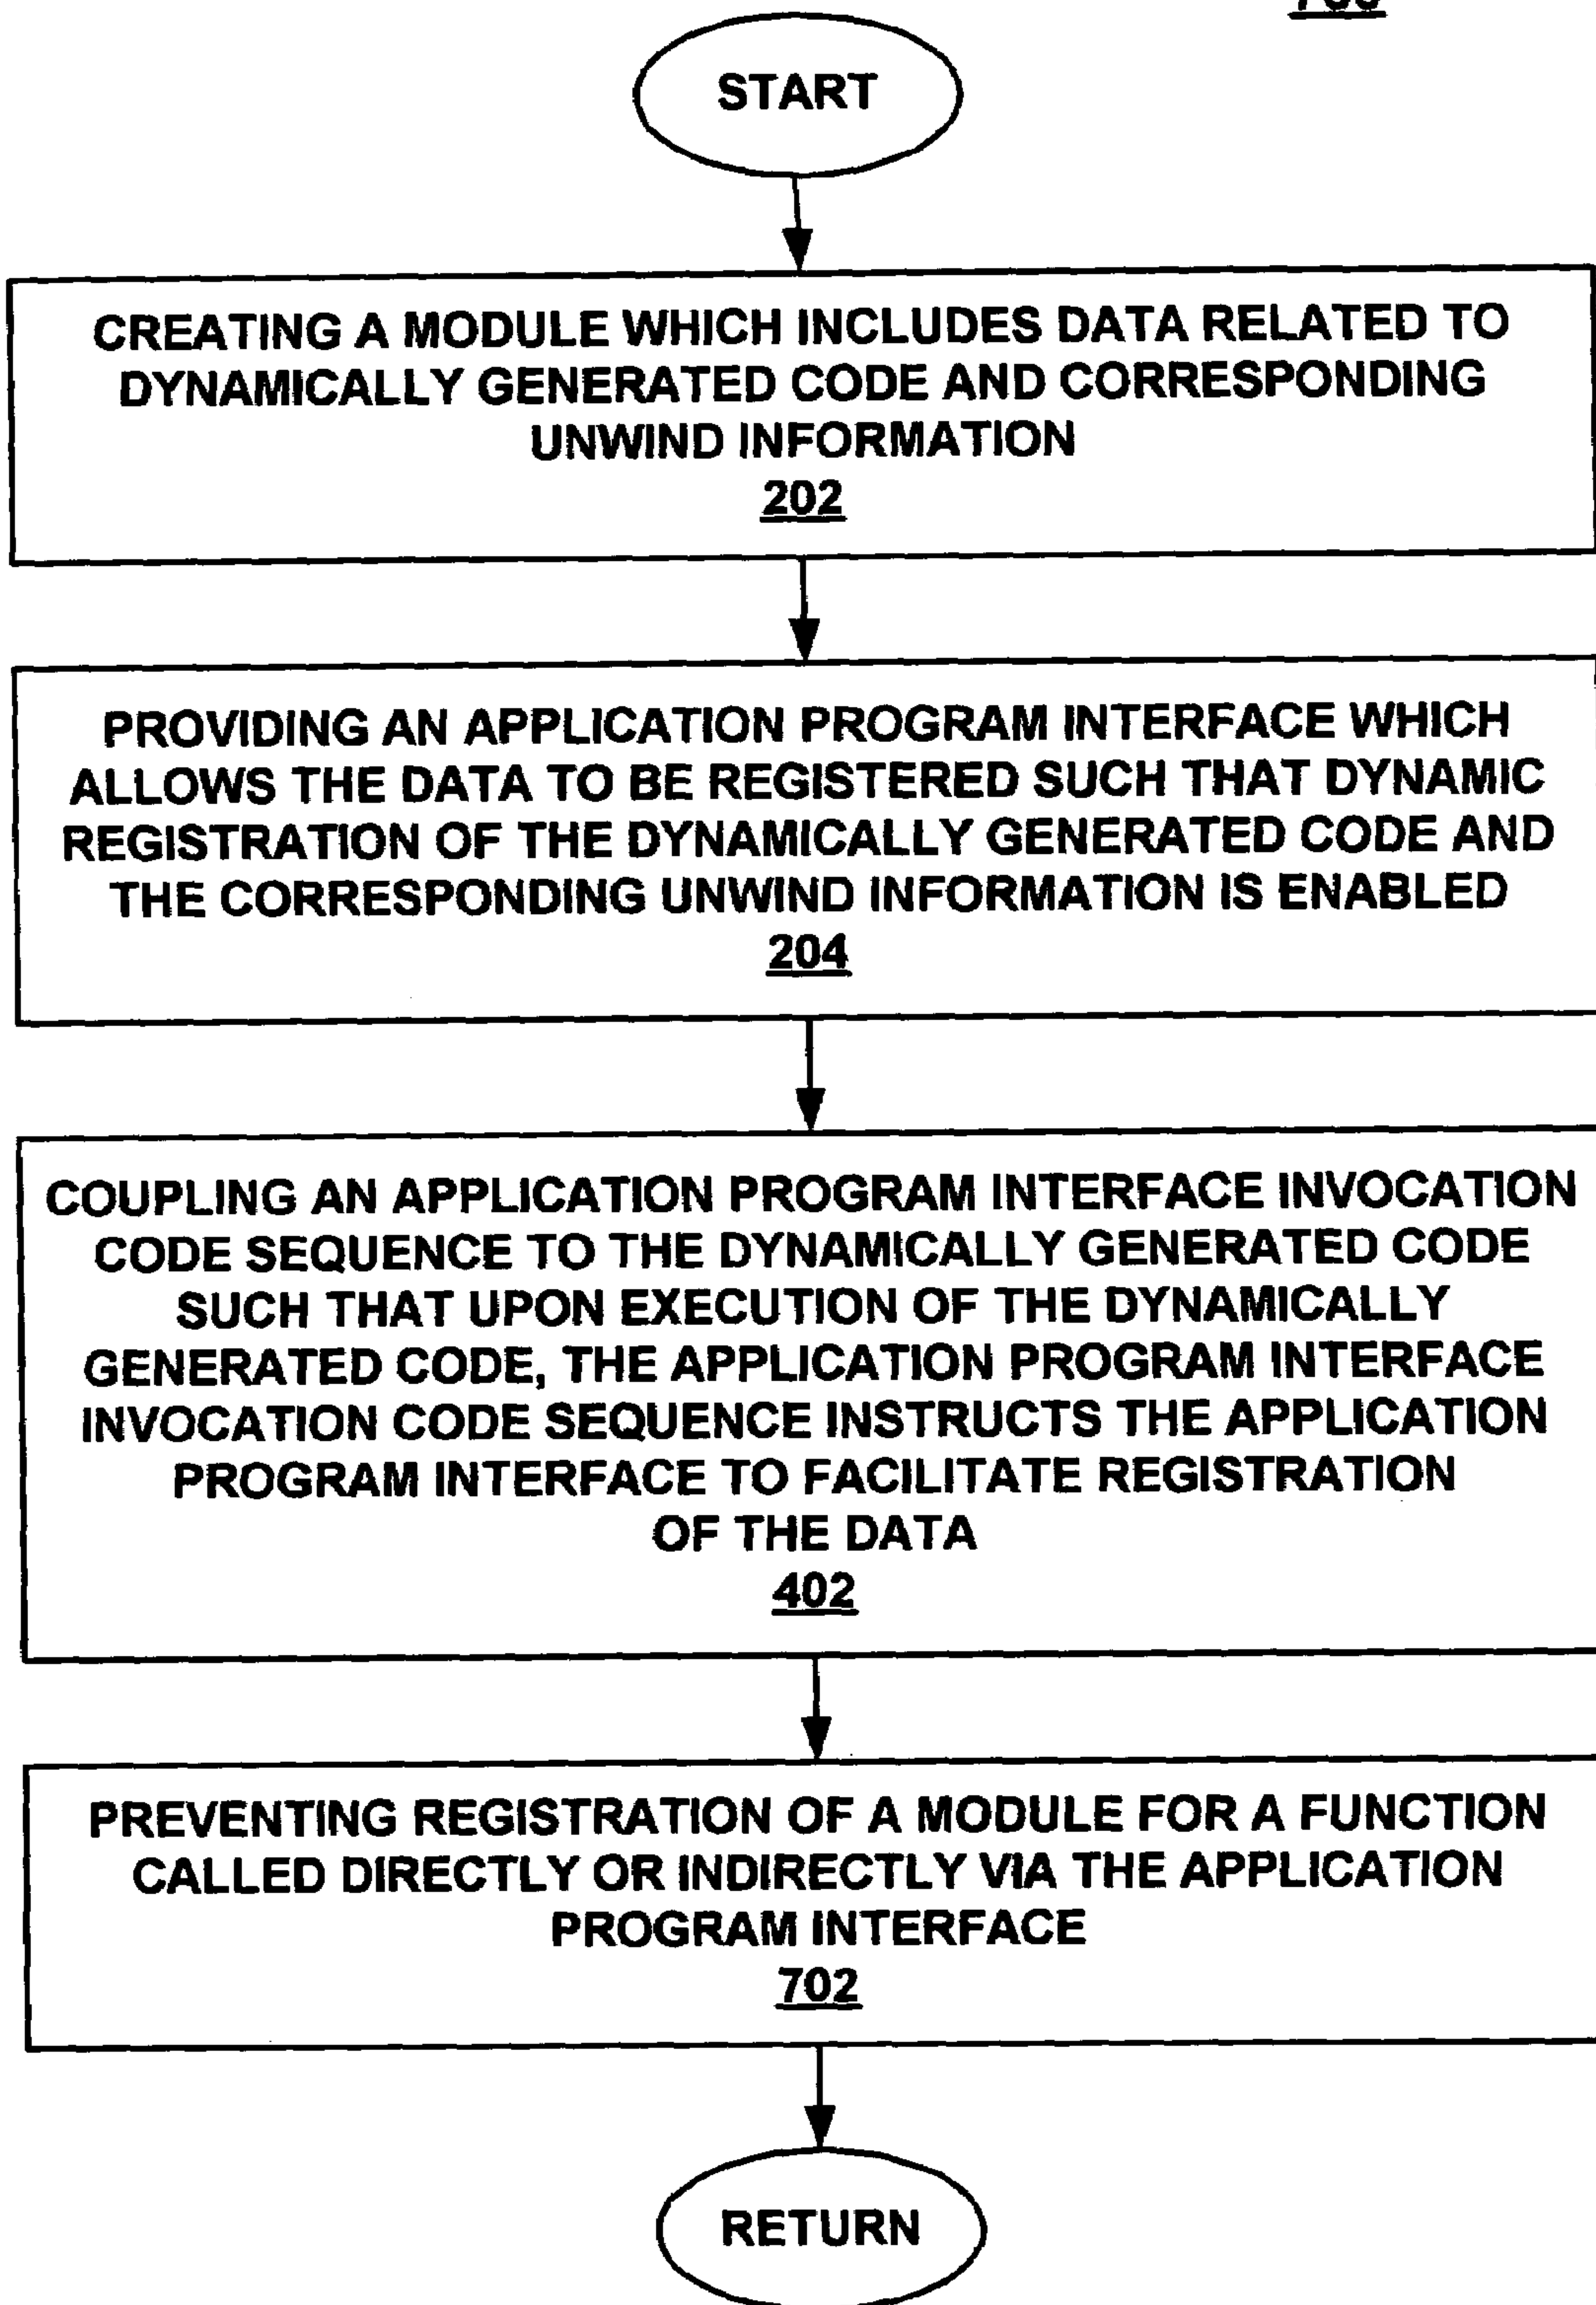 START
CREATING A MODULE WHICH INCLUDES DATA RELATED TO
DYNAMICALLY GENERATED CODE AND CORRESPONDING
UNWIND INFORMATION
202
PROVIDING AN APPLICATION PROGRAM INTERFACE WHICH
ALLOWS THE DATA TO BE REGISTERED SUCH THAT DYNAMIC
REGISTRATION OF THE DYNAMICALLY GENERATED CODE AND
THE CORRESPONDING UNWIND INFORMATION IS ENABLED
204
COUPLING AN APPLICATION PROGRAM INTERFACE INVOCATION
CODE SEQUENCE TO THE DYNAMICALLY GENERATED CODE
SUCH THAT UPON EXECUTION OF THE DYNAMICALLY
GENERATED CODE, THE APPLICATION PROGRAM INTERFACE
INVOCATION CODE SEQUENCE INSTRUCTS THE APPLICATION
PROGRAM INTERFACE TO FACILITATE REGISTRATION
OF THE DATA
402
PREVENTING REGISTRATION OF A MODULE FOR A FUNCTION
CALLED DIRECTLY OR INDIRECTLY VIA THE APPLICATION
PROGRAM INTERFACE
702
RETURN